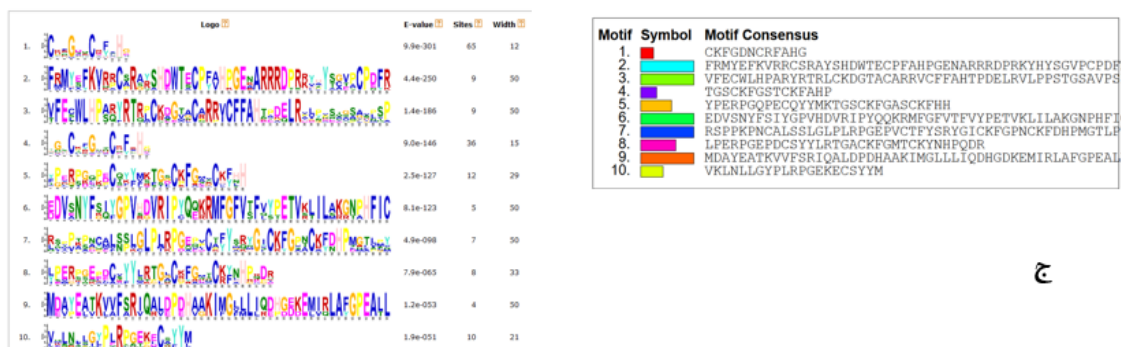 Logo E-value Sites Width
1. 9.9e-301 65 12
2. 4.4e-250 9 50
3. 1.4e-186 9 50
4. 9.0e-146 36 15
5. 2.5e-127 12 29
6. EDVSNYFSIYGPVHDVRIPYQQKRMFGFVTFVYPETVKLILAKGNPHFIC 8.1e-123 5 50
7. 4.9e-098 7 50
8. 7.9e-065 8 33
9. MDAYEATKVVFSRIQALDPDHAAKIMGLLLIQDHGDKEMIRLAFGPEALL 1.2e-053 4 50
10. 1.9e-051 10 21
Motif Symbol Motif Consensus
1. CKFGDNCRFAHG
2. FRMYEFKVRRCSRAYSHDWTECPFAHPGENARRRDPRKYHYSGVPCPDF
3. VFECWLHPARYRTRLCKDGTACARRVCFFAHTPDELRVLPPSTGSAVPS
4. TGSCKFGSTCKFAHP
5. YPERPGQPECQYYMKTGSCKFGASCKFHH
6. EDVSNYFSIYGPVHDVRIPYQQKRMFGFVTFVYPETVKLILAKGNPHFI
7. RSPPKPNCALSSLGLPLRPGEPVCTFYSRYGICKFGPNCKFDHPMGTLP
8. LPERPGEPDCSYYLRTGACKFGMTCKYNHPQDR
9. MDAYEATKVVFSRIQALDPDHAAKIMGLLLIQDHGDKEMIRLAFGPEAL
10. VKLNLLGYPLRPGEKECSYYM
ج